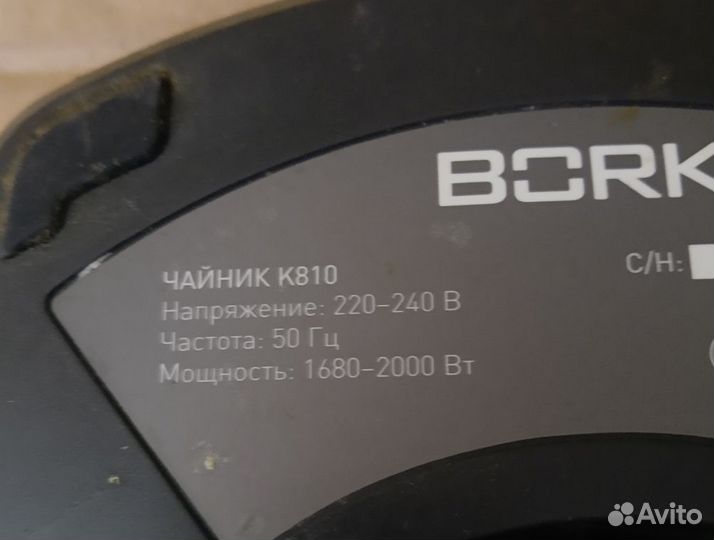 BORK
С/Н:
ЧАЙНИК K810
Напряжение: 220–240 В
Частота: 50 Гц
Мощность: 1680–2000 Вт
Avito